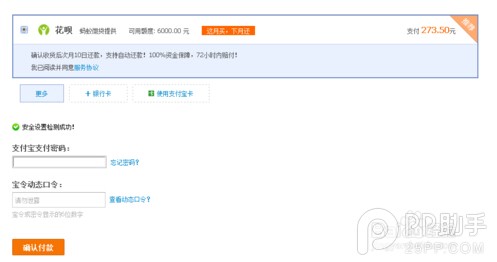 花呗 蚂蚁微贷提供 可用额度: 6000.00 元 这月买，下月还 支付 273.50元
推荐
确认收货后次月10日还款，支持自动还款! 100%资金保障，72小时内赔付!
我已阅读并同意服务协议
更多 + 银行卡 使用支付宝卡
安全设置检测成功!
支付宝支付密码:
忘记密码?
宝令动态口令:
请勿泄露 查看动态口令?
宝令或密令显示的6位数字
确认付款
PP助手
25PP.COM